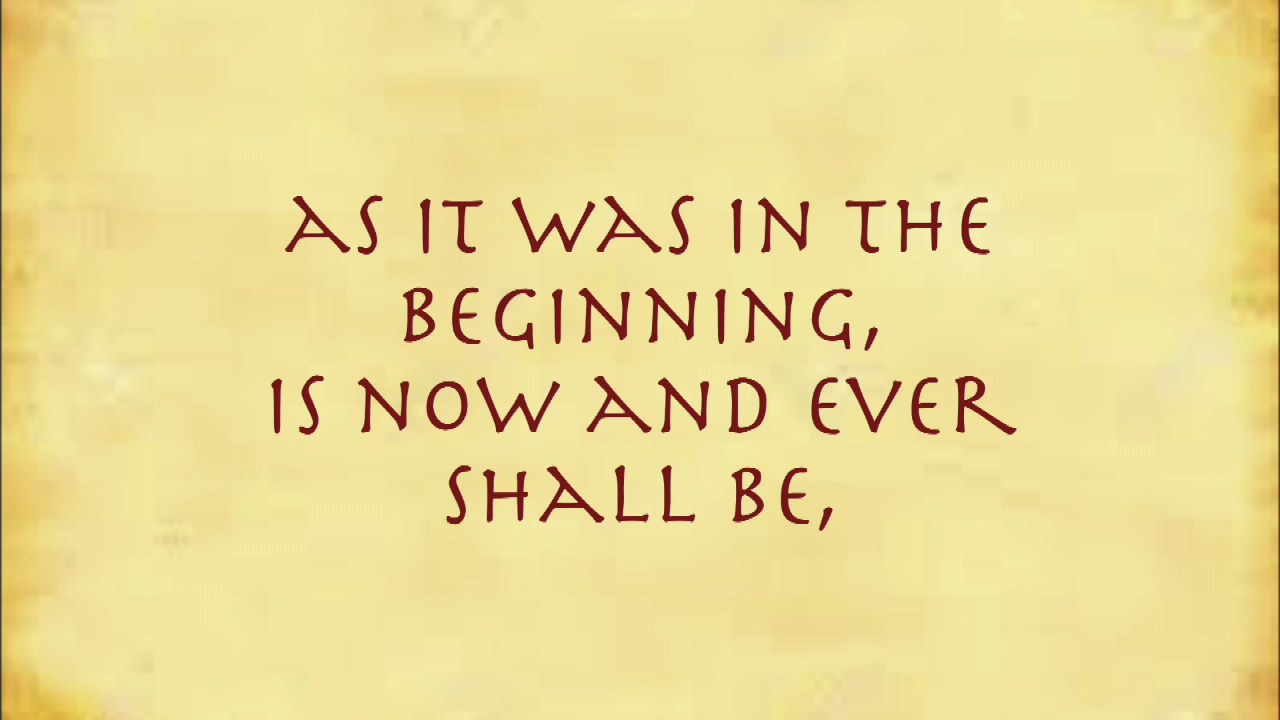 AS IT WAS IN THE
BEGINNING,
IS NOW AND EVER
SHALL BE,